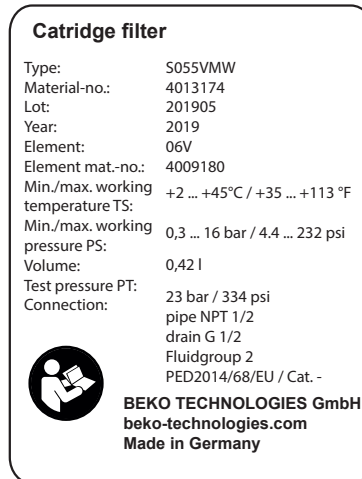 Catridge filter
Type: S055VMW
Material-no.: 4013174
Lot: 201905
Year: 2019
Element: 06V
Element mat.-no.: 4009180
Min./max. working temperature TS: +2 ... +45°C / +35 ... +113 °F
Min./max. working pressure PS: 0,3 ... 16 bar / 4.4 ... 232 psi
Volume: 0,42 l
Test pressure PT: 23 bar / 334 psi
Connection: pipe NPT 1/2
drain G 1/2
Fluidgroup 2
PED2014/68/EU / Cat. -
BEKO TECHNOLOGIES GmbH
beko-technologies.com
Made in Germany